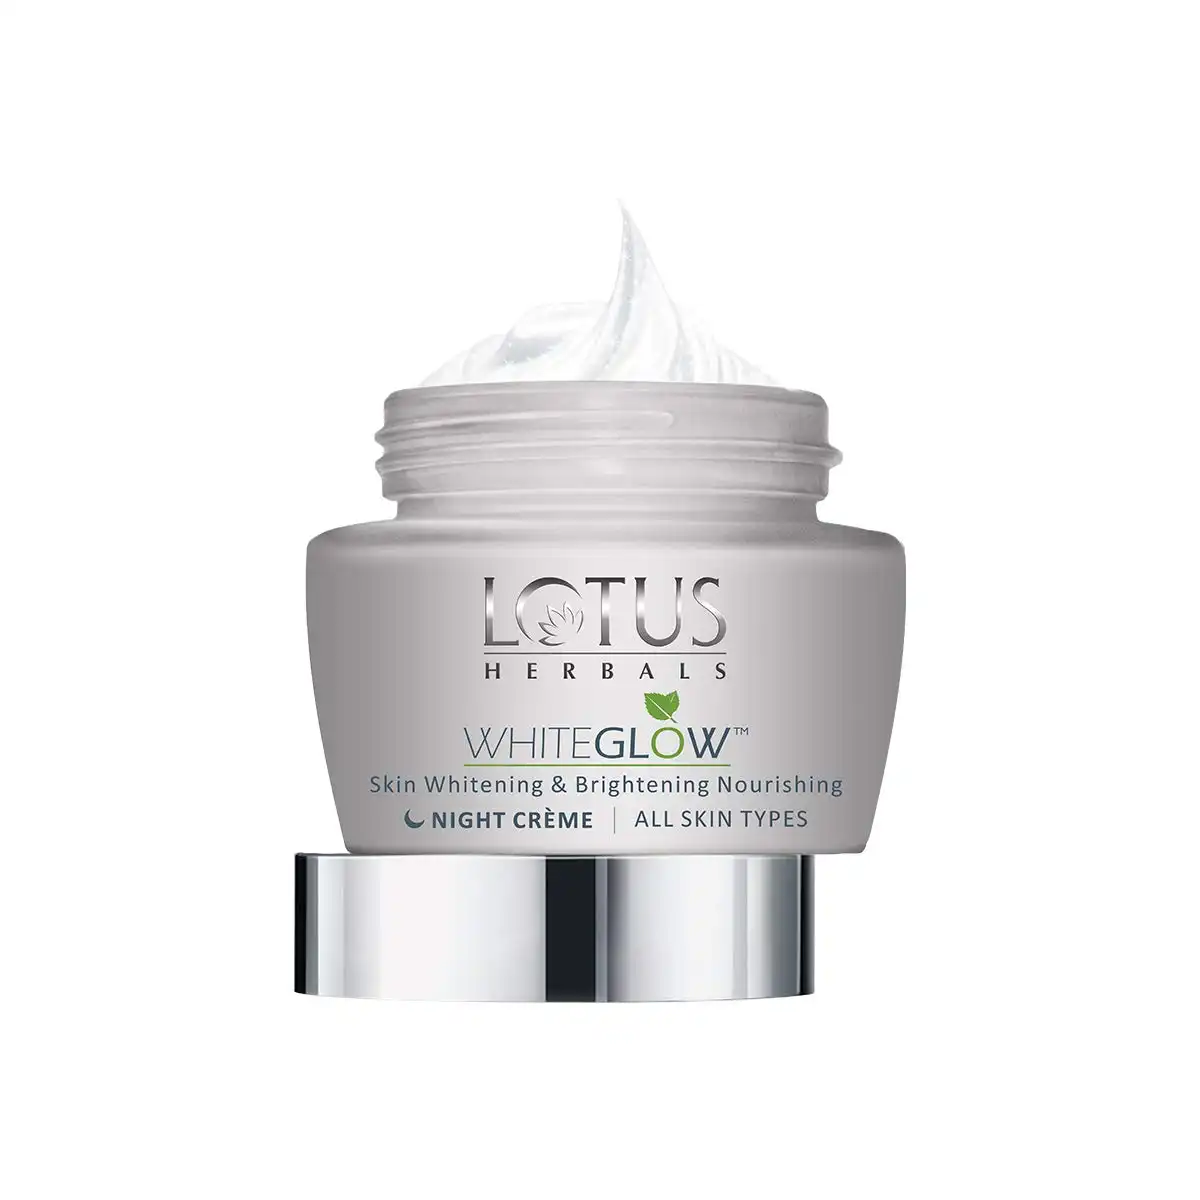 LOTUS
HERBALS
WHITEGLOW™
Skin Whitening & Brightening Nourishing
NIGHT CRÈME | ALL SKIN TYPES